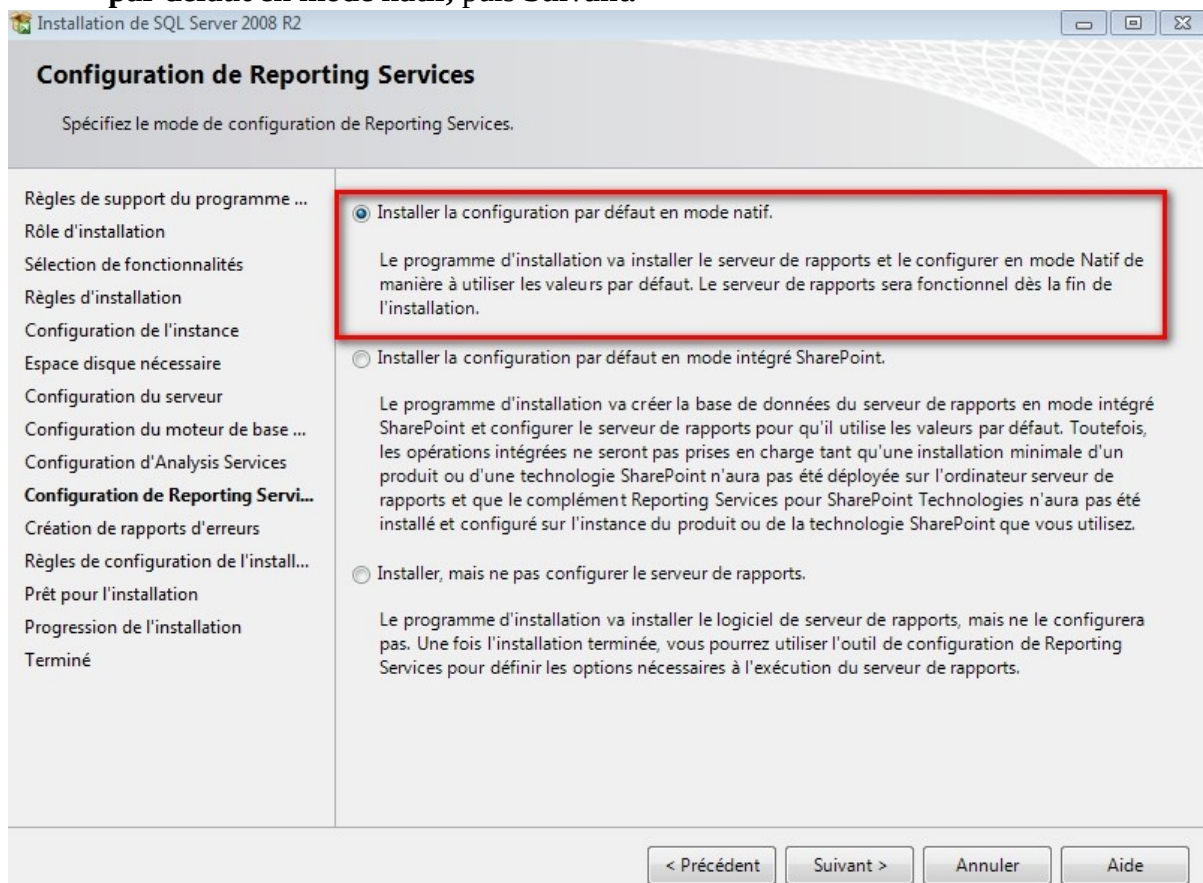 par défaut en mode natif, puis Suivant.
Installation de SQL Server 2008 R2
Configuration de Reporting Services
Spécifiez le mode de configuration de Reporting Services.
Règles de support du programme ...
Rôle d'installation
Sélection de fonctionnalités
Règles d'installation
Configuration de l'instance
Espace disque nécessaire
Configuration du serveur
Configuration du moteur de base ...
Configuration d'Analysis Services
Configuration de Reporting Servi...
Création de rapports d'erreurs
Règles de configuration de l'install...
Prêt pour l'installation
Progression de l'installation
Terminé
Installer la configuration par défaut en mode natif.
Le programme d'installation va installer le serveur de rapports et le configurer en mode Natif de
manière à utiliser les valeurs par défaut. Le serveur de rapports sera fonctionnel dès la fin de
l'installation.
Installer la configuration par défaut en mode intégré SharePoint.
Le programme d'installation va créer la base de données du serveur de rapports en mode intégré
SharePoint et configurer le serveur de rapports pour qu'il utilise les valeurs par défaut. Toutefois,
les opérations intégrées ne seront pas prises en charge tant qu'une installation minimale d'un
produit ou d'une technologie SharePoint n'aura pas été déployée sur l'ordinateur serveur de
rapports et que le complément Reporting Services pour SharePoint Technologies n'aura pas été
installé et configuré sur l'instance du produit ou de la technologie SharePoint que vous utilisez.
Installer, mais ne pas configurer le serveur de rapports.
Le programme d'installation va installer le logiciel de serveur de rapports, mais ne le configurera
pas. Une fois l'installation terminée, vous pourrez utiliser l'outil de configuration de Reporting
Services pour définir les options nécessaires à l'exécution du serveur de rapports.
< Précédent
Suivant >
Annuler
Aide